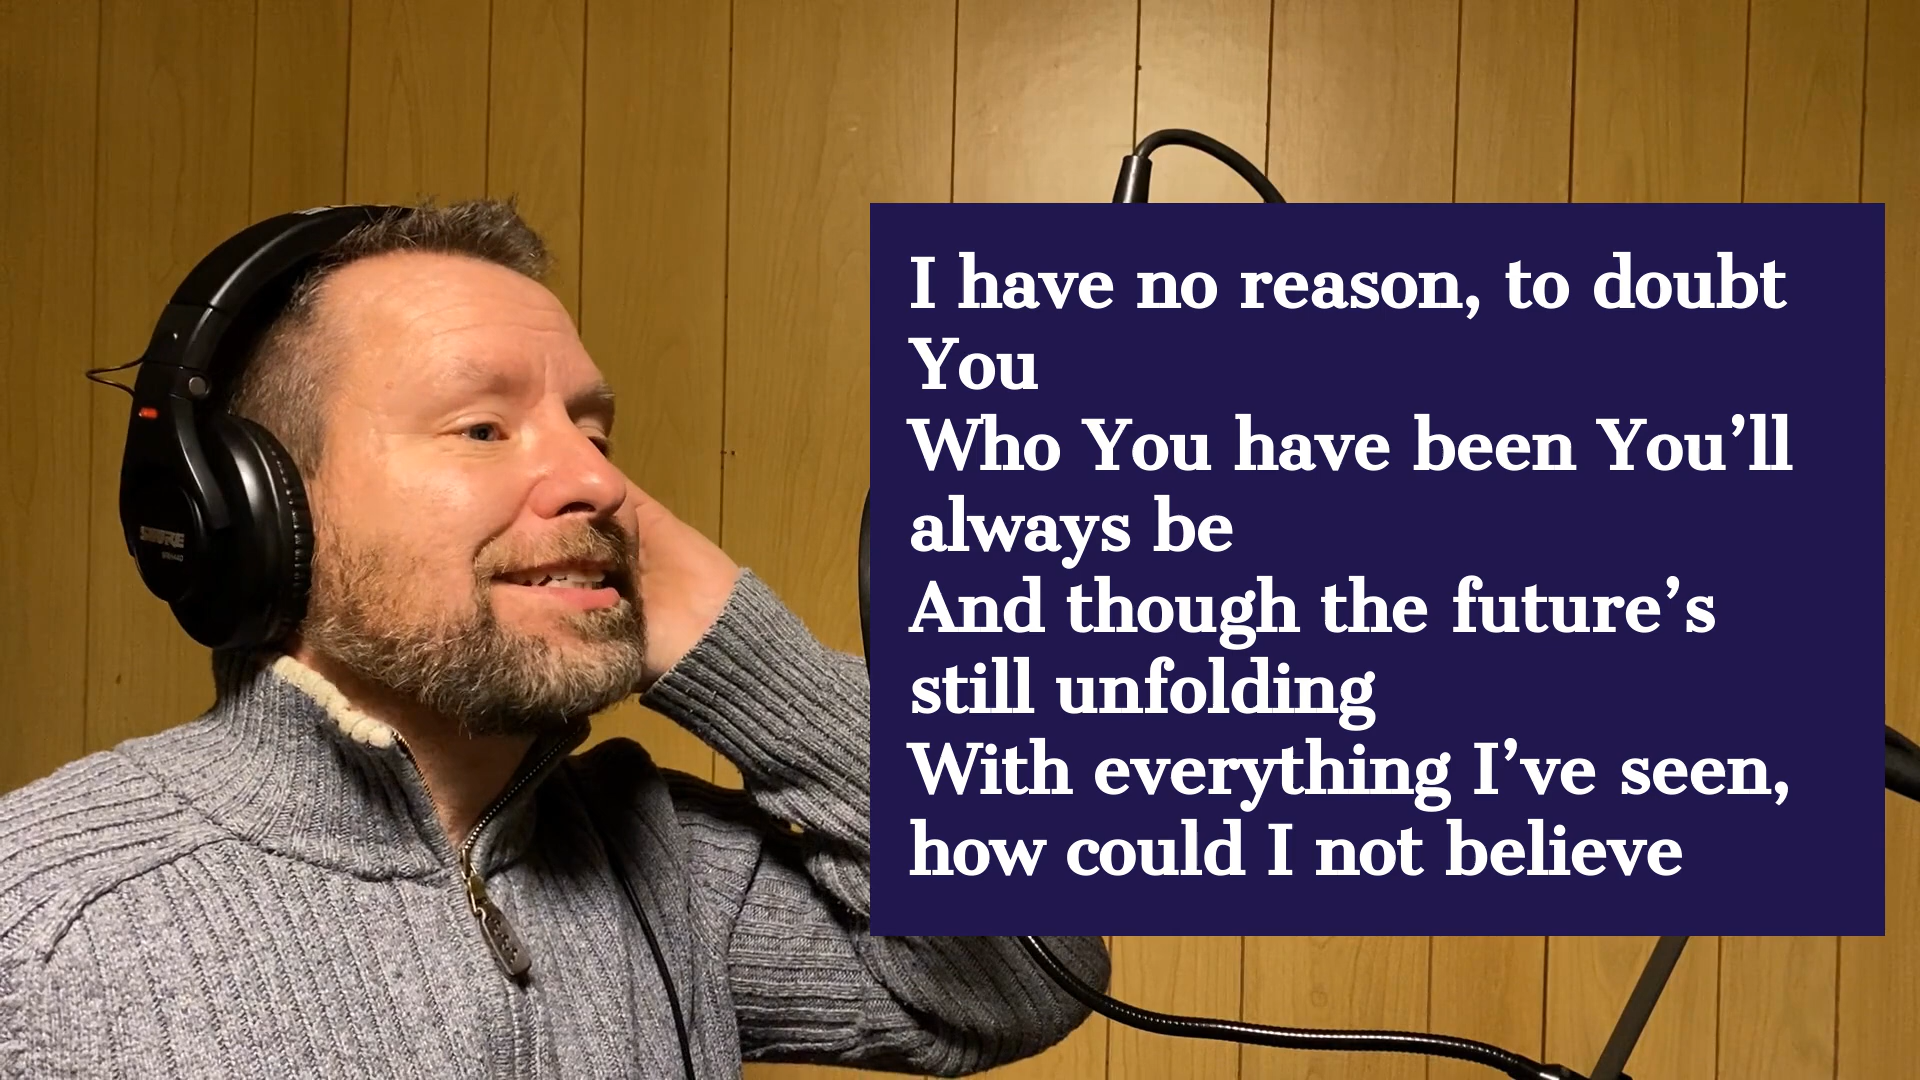 I have no reason, to doubt
You
Who You have been You’ll
always be
And though the future’s
still unfolding
With everything I’ve seen,
how could I not believe
SHURE